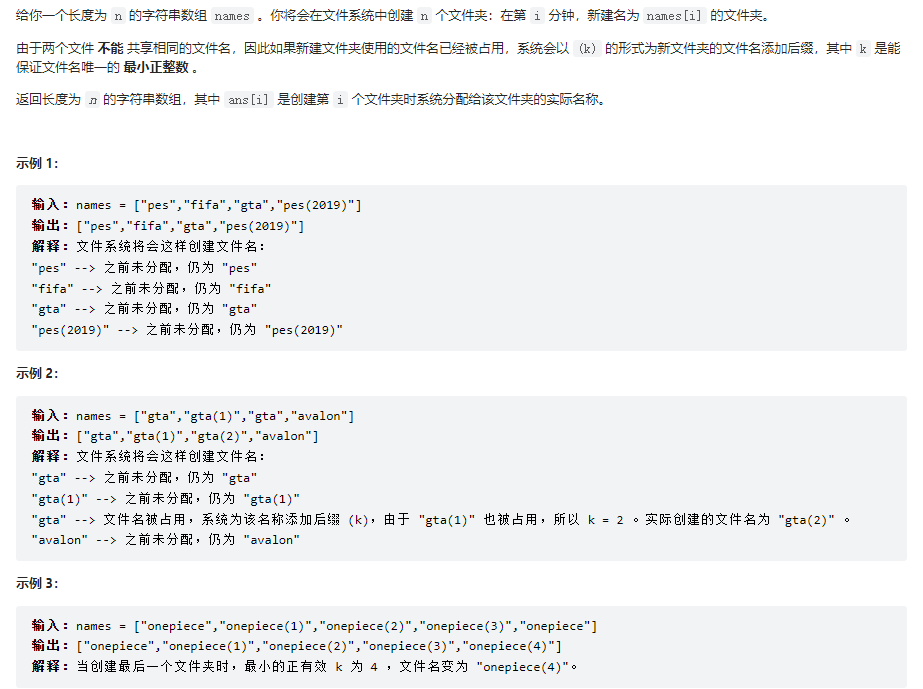 给你一个长度为 n 的字符串数组 names 。你将会在文件系统中创建 n 个文件夹：在第 i 分钟，新建名为 names[i] 的文件夹。
由于两个文件 不能 共享相同的文件名，因此如果新建文件夹使用的文件名已经被占用，系统会以 (k) 的形式为新文件夹的文件名添加后缀，其中 k 是能
保证文件名唯一的 最小正整数 。
返回长度为 n 的字符串数组，其中 ans[i] 是创建第 i 个文件夹时系统分配给该文件夹的实际名称。
示例 1：
输入：names = ["pes","fifa","gta","pes(2019)"]
输出：["pes","fifa","gta","pes(2019)"]
解释：文件系统将会这样创建文件名：
"pes" --> 之前未分配，仍为 "pes"
"fifa" --> 之前未分配，仍为 "fifa"
"gta" --> 之前未分配，仍为 "gta"
"pes(2019)" --> 之前未分配，仍为 "pes(2019)"
示例 2：
输入：names = ["gta","gta(1)","gta","avalon"]
输出：["gta","gta(1)","gta(2)","avalon"]
解释：文件系统将会这样创建文件名：
"gta" --> 之前未分配，仍为 "gta"
"gta(1)" --> 之前未分配，仍为 "gta(1)"
"gta" --> 文件名被占用，系统为该名称添加后缀 (k)，由于 "gta(1)" 也被占用，所以 k = 2 。实际创建的文件名为 "gta(2)" 。
"avalon" --> 之前未分配，仍为 "avalon"
示例 3：
输入：names = ["onepiece","onepiece(1)","onepiece(2)","onepiece(3)","onepiece"]
输出：["onepiece","onepiece(1)","onepiece(2)","onepiece(3)","onepiece(4)"]
解释：当创建最后一个文件夹时，最小的正有效 k 为 4 ，文件名变为 "onepiece(4)"。